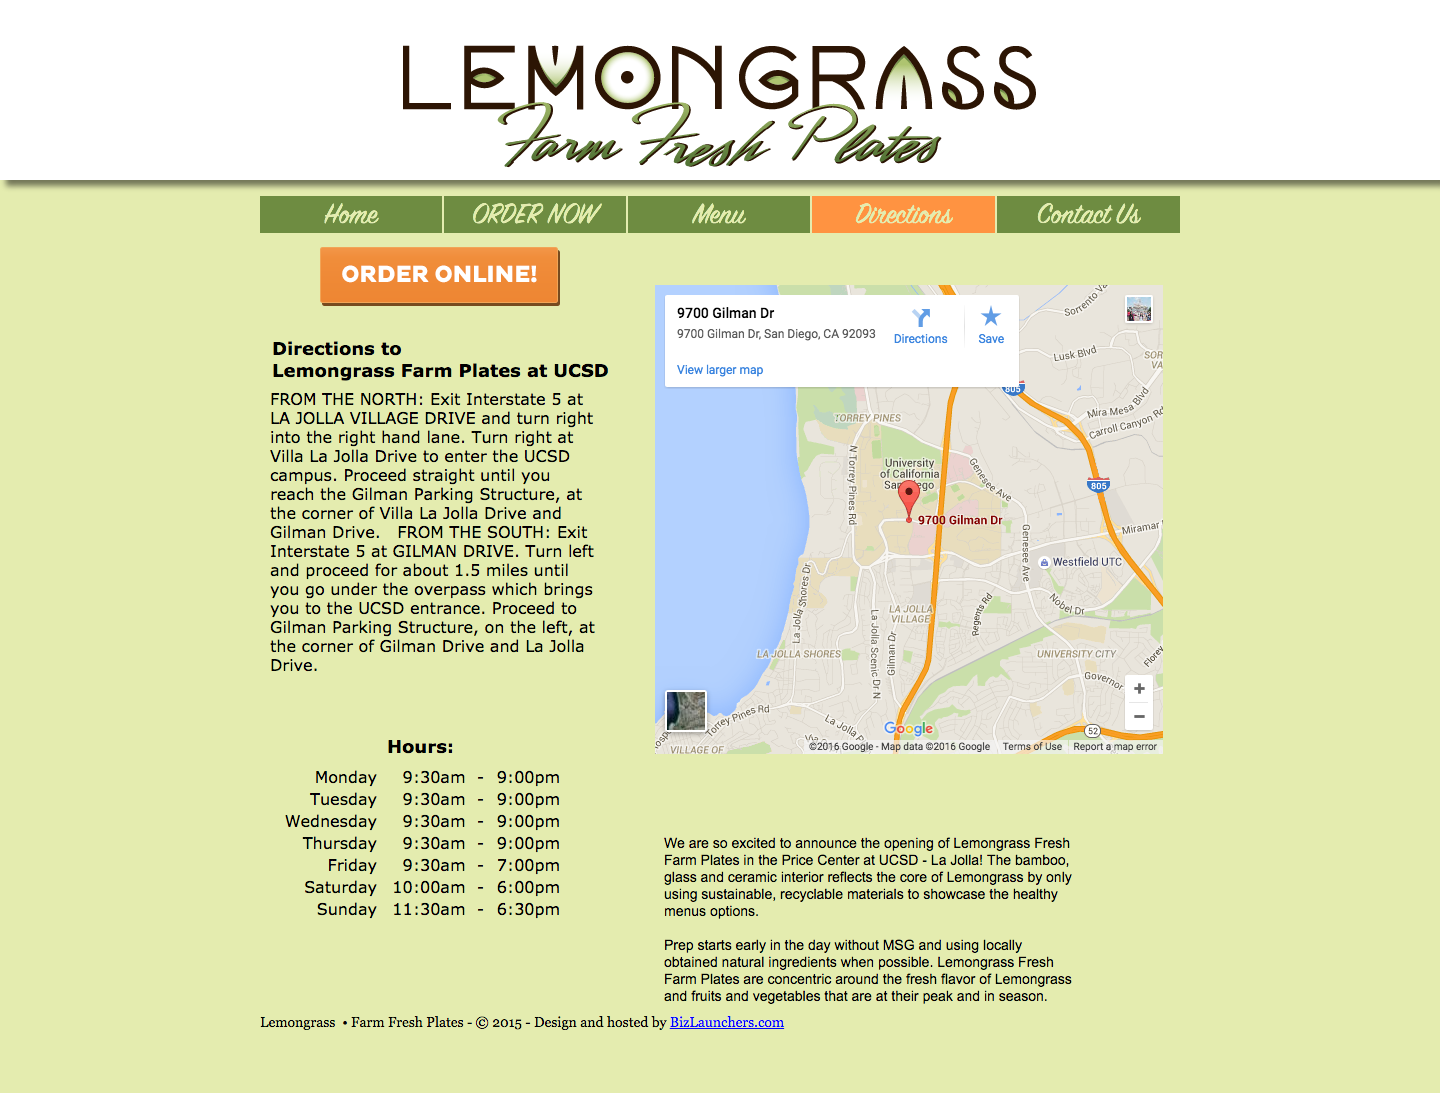 LEMONGRASS
Farm Fresh Plates
Home
ORDER NOW
Menu
Directions
Contact Us
ORDER ONLINE!
Directions to
Lemongrass Farm Plates at UCSD
FROM THE NORTH: Exit Interstate 5 at
LA JOLLA VILLAGE DRIVE and turn right
into the right hand lane. Turn right at
Villa La Jolla Drive to enter the UCSD
campus. Proceed straight until you
reach the Gilman Parking Structure, at
the corner of Villa La Jolla Drive and
Gilman Drive.   FROM THE SOUTH: Exit
Interstate 5 at GILMAN DRIVE. Turn left
and proceed for about 1.5 miles until
you go under the overpass which brings
you to the UCSD entrance. Proceed to
Gilman Parking Structure, on the left, at
the corner of Gilman Drive and La Jolla
Drive.
Hours:
Monday 9:30am - 9:00pm
Tuesday 9:30am - 9:00pm
Wednesday 9:30am - 9:00pm
Thursday 9:30am - 9:00pm
Friday 9:30am - 7:00pm
Saturday 10:00am - 6:00pm
Sunday 11:30am - 6:30pm
9700 Gilman Dr
9700 Gilman Dr, San Diego, CA 92093
View larger map
Directions
Save
Sorrento Va
Lusk Blvd
SOR
VA
805
Mira Mesa Blvd
Carroll Canyon Rd
TORREY PINES
N Torrey Pines Rd
University
of California
San Diego
Genesee Ave
805
9700 Gilman Dr
Miramar
Genesee Ave
Westfield UTC
La Jolla Shores Dr
Nobel Dr
LA JOLLA
VILLAGE
Regents Rd
La Jolla Scenic Dr N
Gilman Dr
LA JOLLA SHORES
UNIVERSITY CITY
Florey
Governor
Torrey Pines Rd
La Jolla
52
VILLAGE OF
Google
+
−
©2016 Google - Map data ©2016 Google
Terms of Use
Report a map error
We are so excited to announce the opening of Lemongrass Fresh
Farm Plates in the Price Center at UCSD - La Jolla! The bamboo,
glass and ceramic interior reflects the core of Lemongrass by only
using sustainable, recyclable materials to showcase the healthy
menus options.
Prep starts early in the day without MSG and using locally
obtained natural ingredients when possible. Lemongrass Fresh
Farm Plates are concentric around the fresh flavor of Lemongrass
and fruits and vegetables that are at their peak and in season.
Lemongrass • Farm Fresh Plates - © 2015 - Design and hosted by BizLaunchers.com